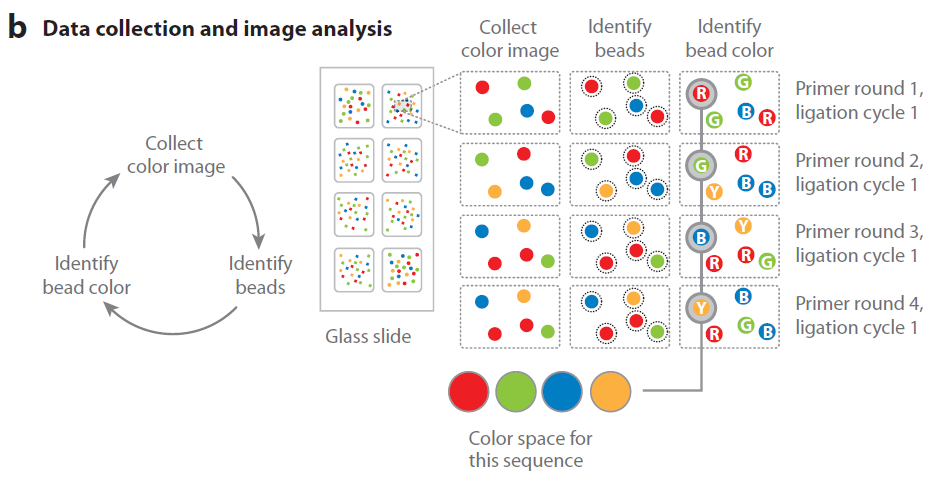 b Data collection and image analysis
Collect
color image
Identify
beads
Identify
bead color
Collect
color image
Identify
beads
Identify
bead color
Glass slide
R G G B R
Primer round 1,
ligation cycle 1
G R Y B B
Primer round 2,
ligation cycle 1
B Y R R G
Primer round 3,
ligation cycle 1
Y B R G B
Primer round 4,
ligation cycle 1
Color space for
this sequence